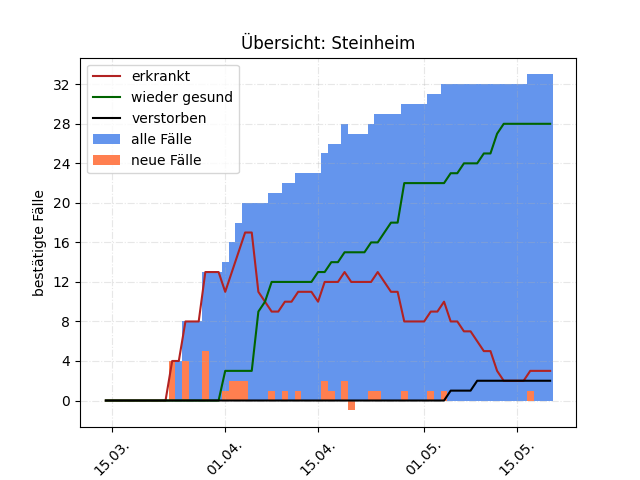 Übersicht: Steinheim
erkrankt
wieder gesund
verstorben
alle Fälle
neue Fälle
bestätigte Fälle
32
28
24
20
16
12
8
4
0
15.03.
01.04.
15.04.
01.05.
15.05.